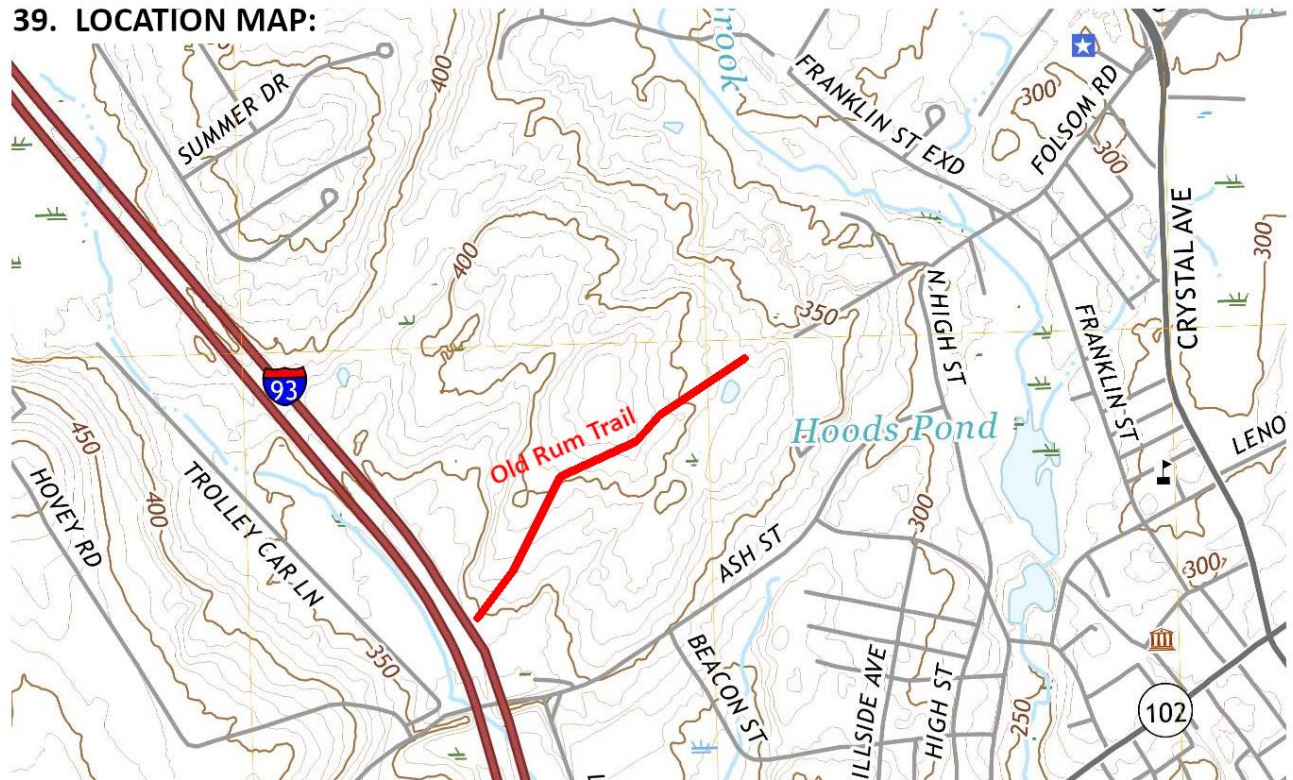 39. LOCATION MAP:
Brook
SUMMER DR
400
FRANKLIN ST EXD
300
FOLSOM RD
300
CRYSTAL AVE
300
400
N HIGH ST
350
FRANKLIN ST
93
Old Rum Trail
Hoods Pond
LENO
450
HOVEY RD
400
TROLLEY CAR LN
300
ASH ST
300
350
BEACON ST
HIGH ST
250
102